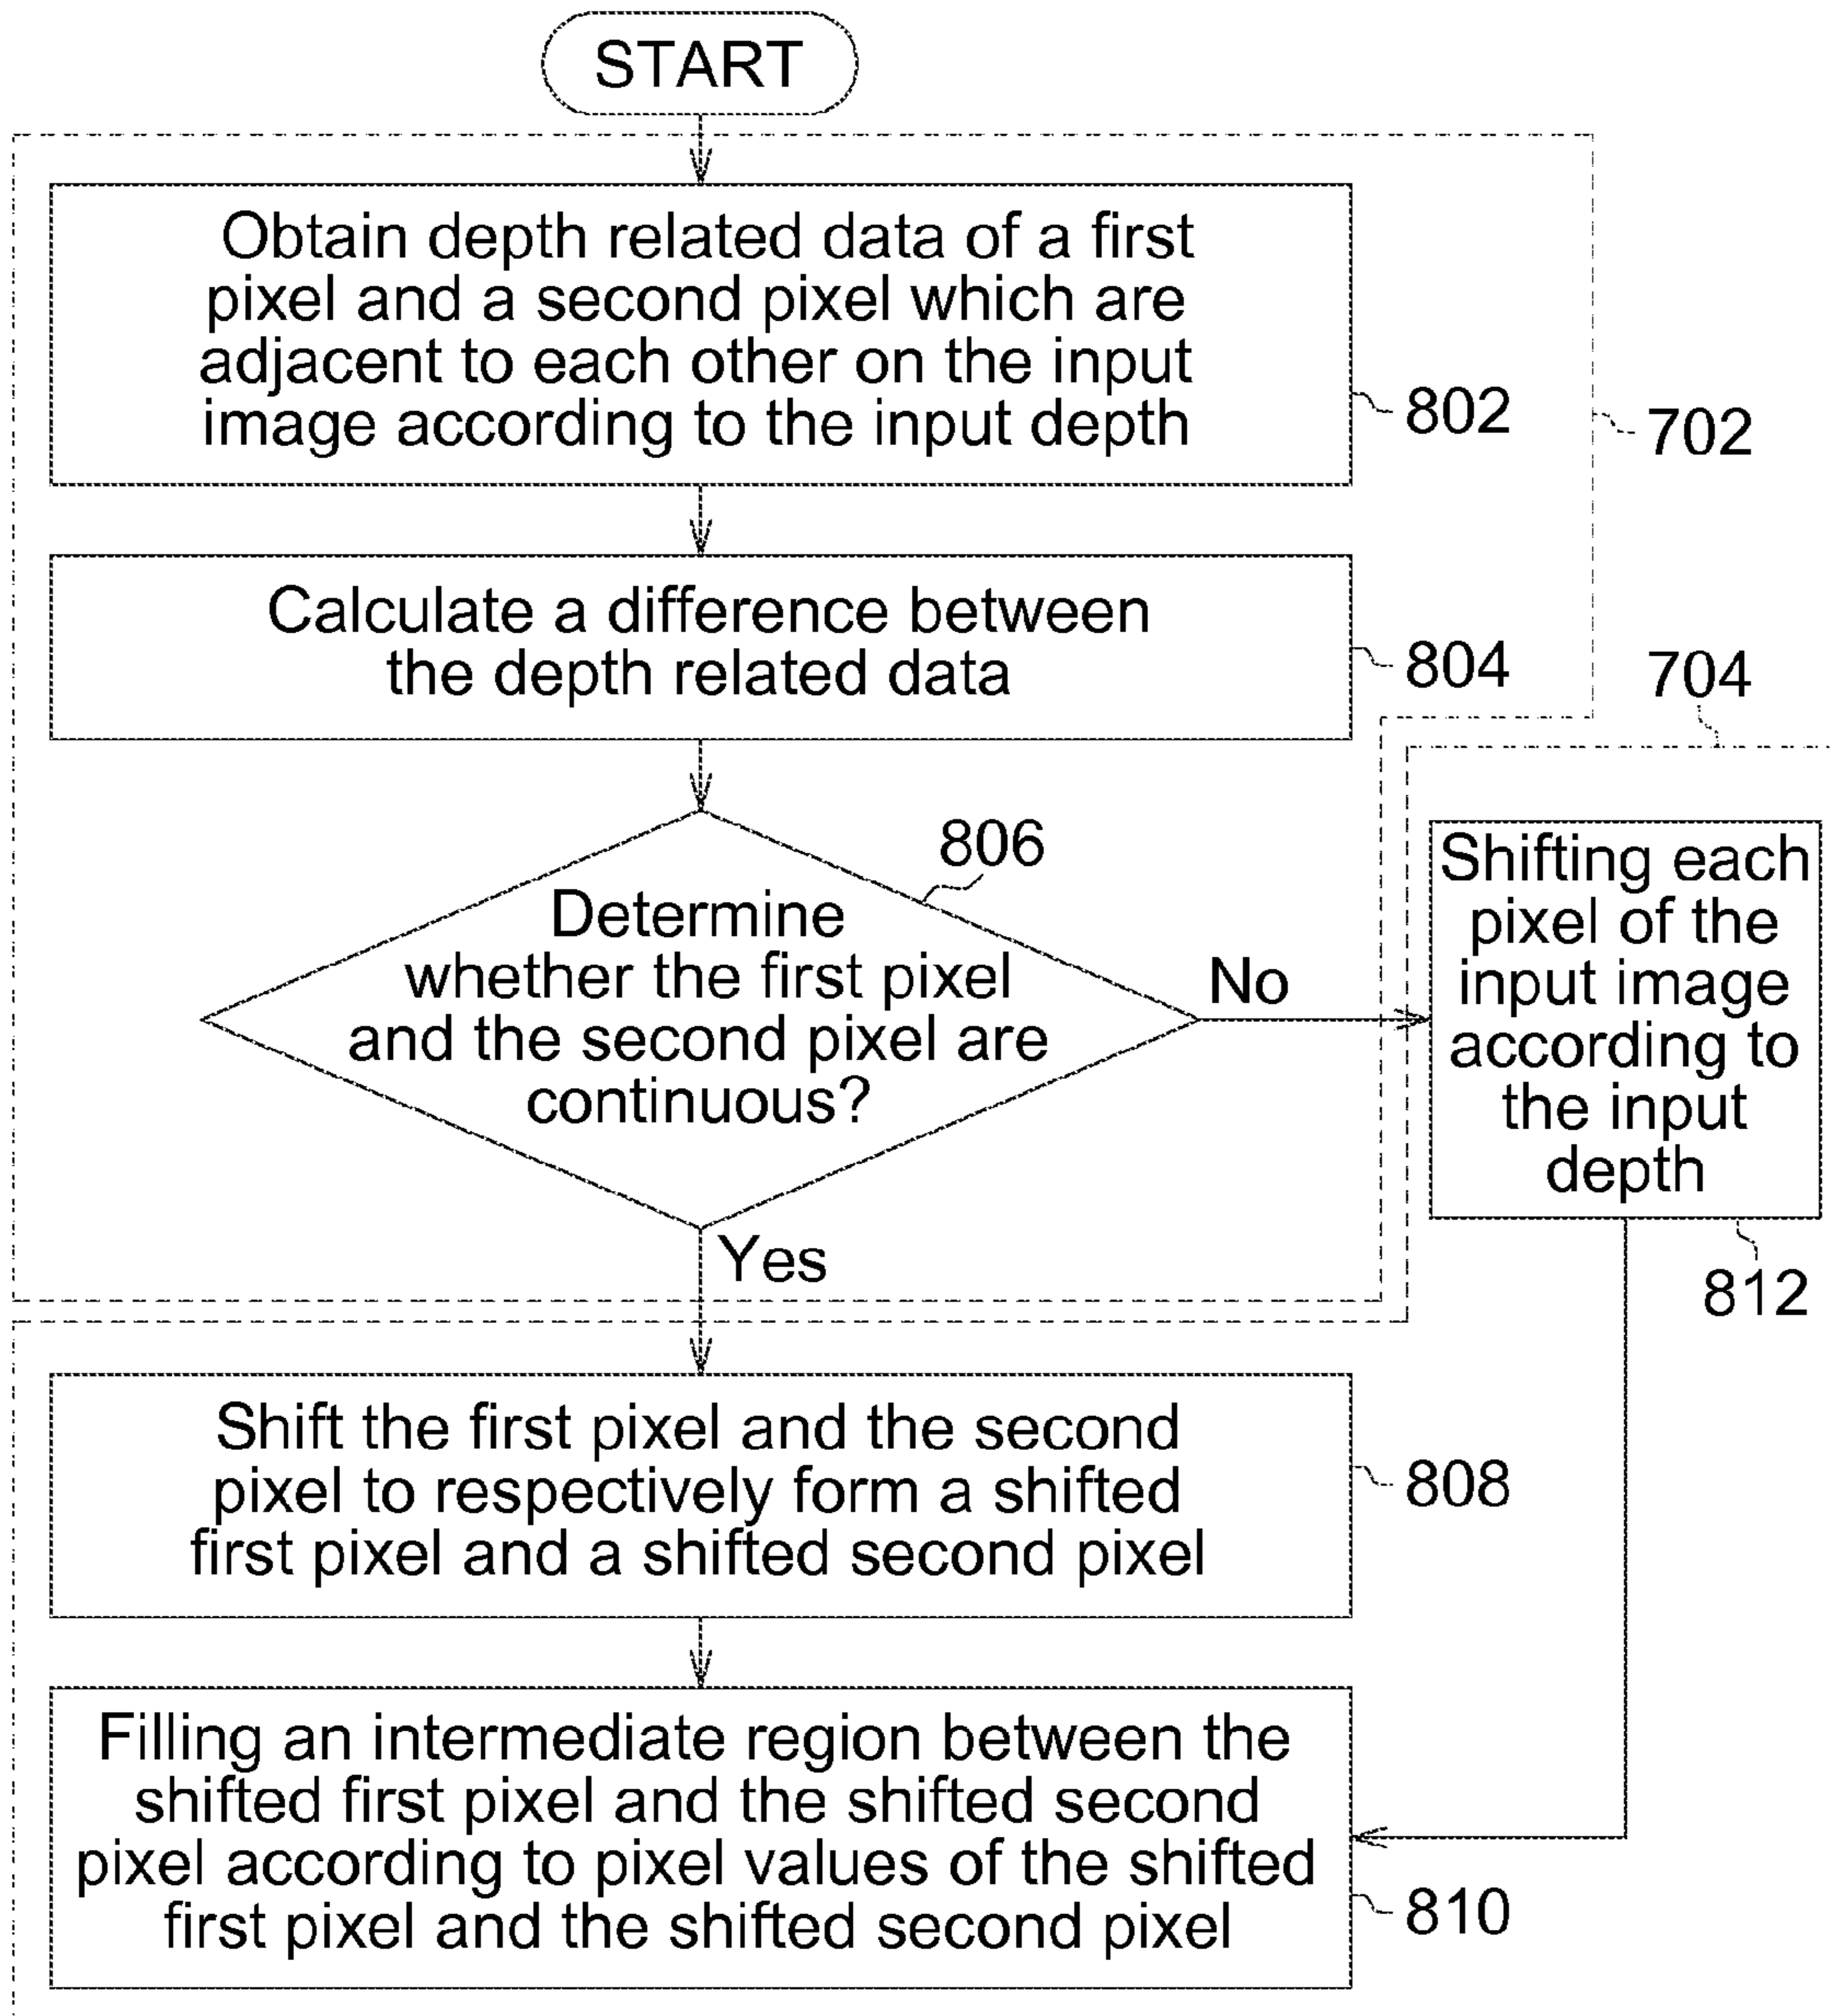 START
Obtain depth related data of a first
pixel and a second pixel which are
adjacent to each other on the input
image according to the input depth
802
702
Calculate a difference between
the depth related data
804
704
806
Determine
whether the first pixel
and the second pixel are
continuous?
No
Yes
Shifting each
pixel of the
input image
according to
the input
depth
812
Shift the first pixel and the second
pixel to respectively form a shifted
first pixel and a shifted second pixel
808
Filling an intermediate region between the
shifted first pixel and the shifted second
pixel according to pixel values of the shifted
first pixel and the shifted second pixel
810